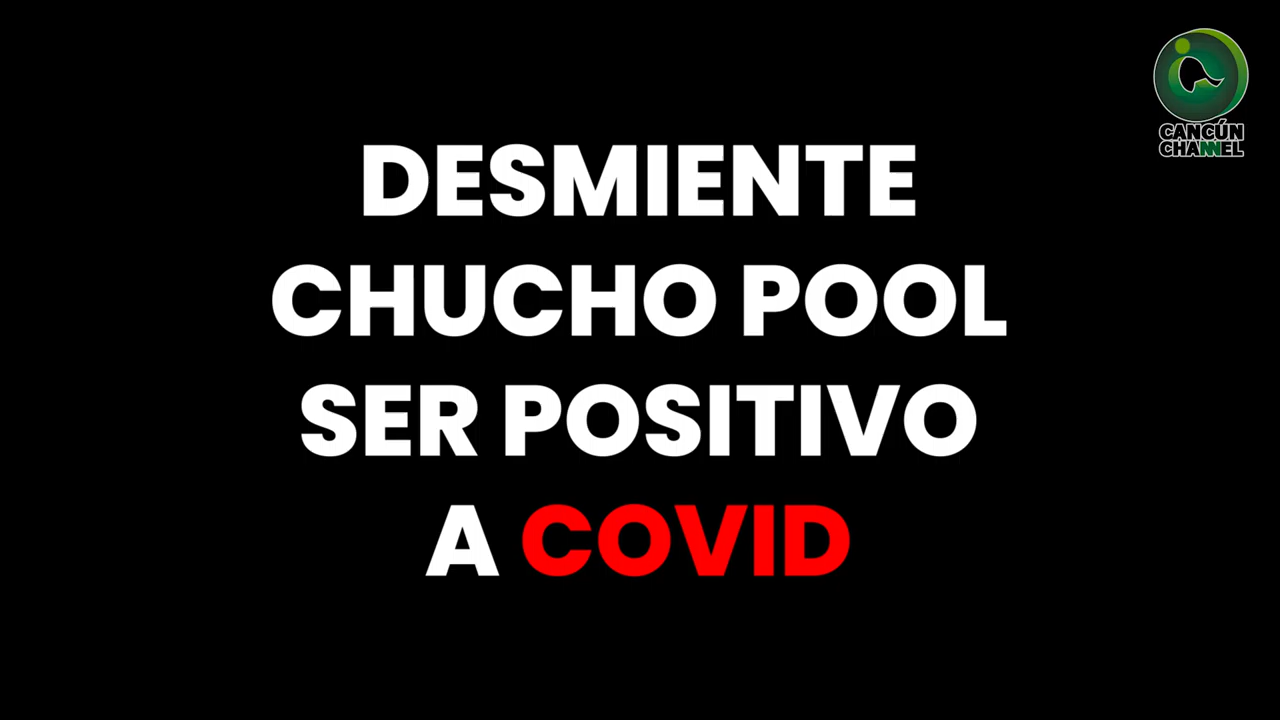 CANCÚN
CHANNEL
DESMIENTE
CHUCHO POOL
SER POSITIVO
A COVID